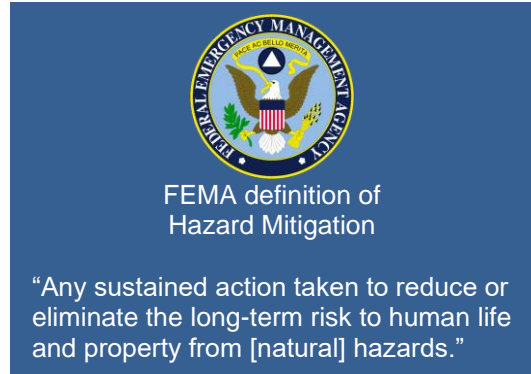 FEDERAL EMERGENCY MANAGEMENT AGENCY
PACE AC BELLO MERITA
FEMA definition of
Hazard Mitigation
“Any sustained action taken to reduce or
eliminate the long-term risk to human life
and property from [natural] hazards.”